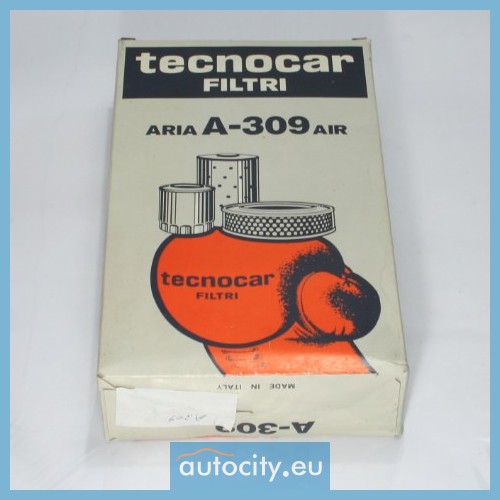 tecnocar
FILTRI
ARIA A-309 AIR
tecnocar
FILTRI
MADE IN ITALY
A-309
autocity.eu